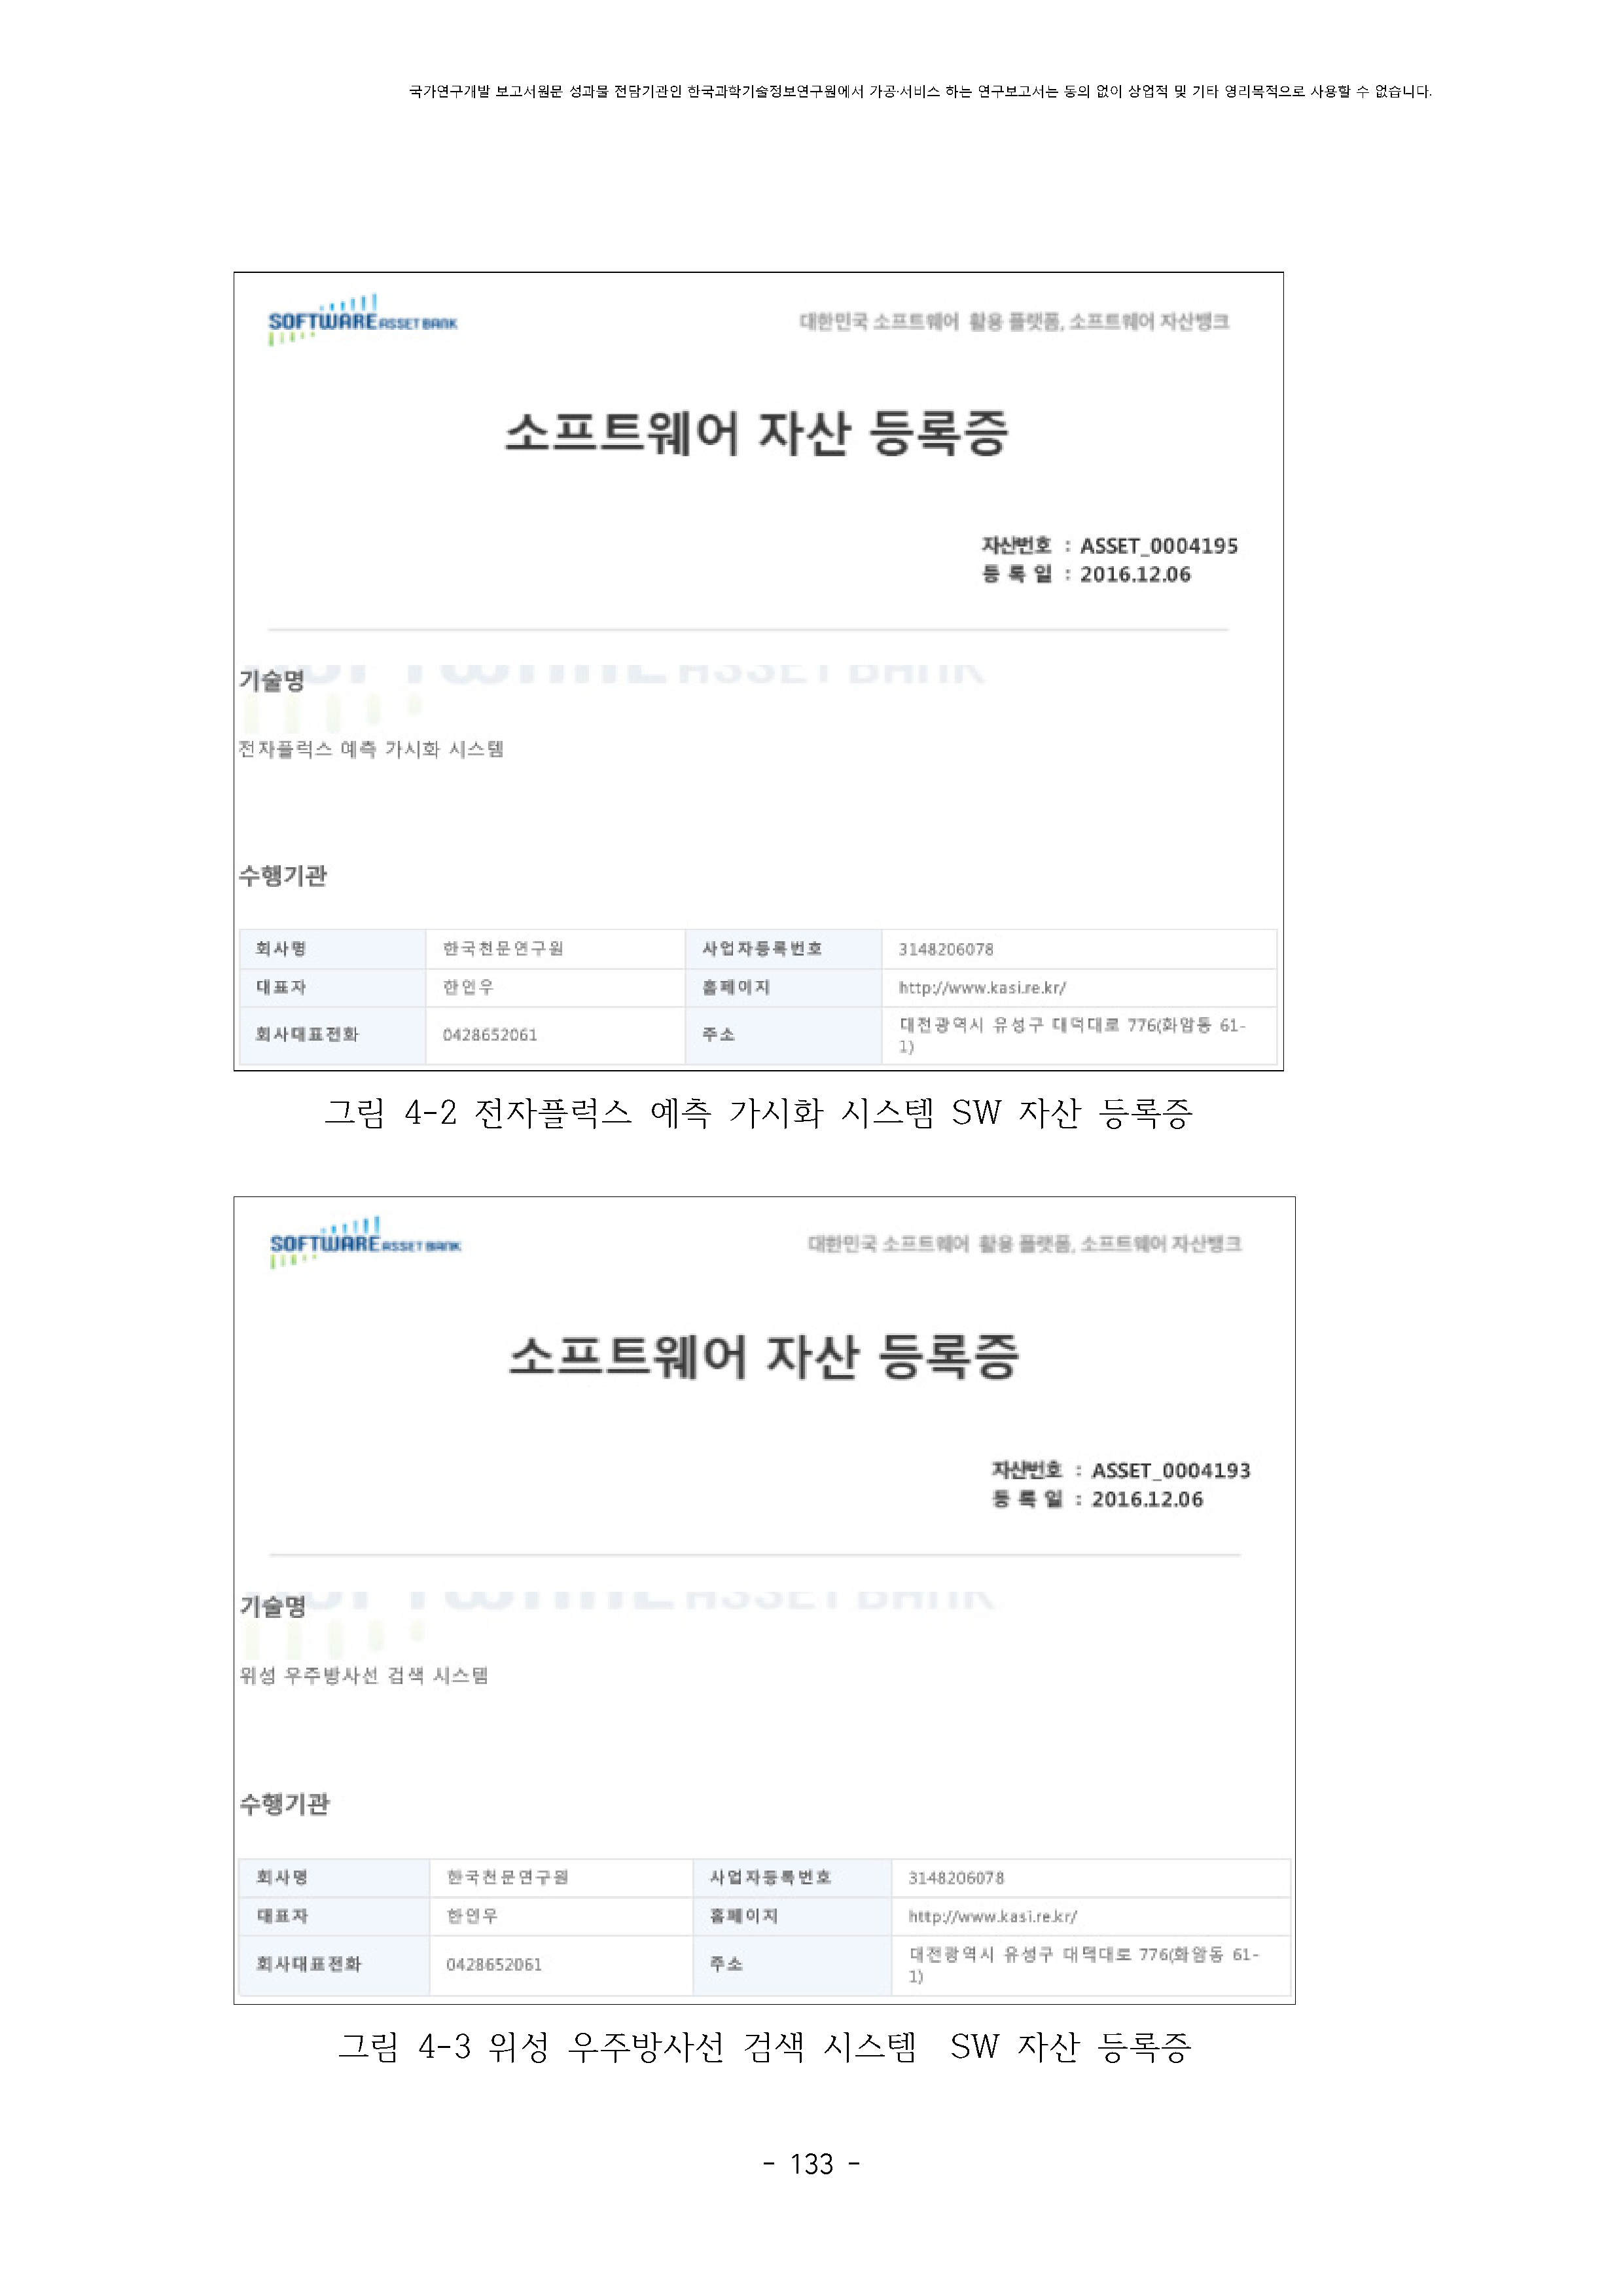 국가연구개발 보고서원문 성과물 전담기관인 한국과학기술정보연구원에서 가공·서비스 하는 연구보고서는 동의 없이 상업적 및 기타 영리목적으로 사용할 수 없습니다.
SOFTWARE ASSET BANK
대한민국 소프트웨어 활용 플랫폼, 소프트웨어 자산뱅크
소프트웨어 자산 등록증
자산번호 : ASSET_0004195
등 록 일 : 2016.12.06
기술명
전자플럭스 예측 가시화 시스템
수행기관
회사명 한국천문연구원 사업자등록번호 3148206078
대표자 한인우 홈페이지 http://www.kasi.re.kr/
회사대표전화 0428652061 주소 대전광역시 유성구 대덕대로 776(화암동 61-
1)
그림 4-2 전자플럭스 예측 가시화 시스템 SW 자산 등록증
SOFTWARE ASSET BANK
대한민국 소프트웨어 활용 플랫폼, 소프트웨어 자산뱅크
소프트웨어 자산 등록증
자산번호 : ASSET_0004193
등 록 일 : 2016.12.06
기술명
위성 우주방사선 검색 시스템
수행기관
회사명 한국천문연구원 사업자등록번호 3148206078
대표자 한인우 홈페이지 http://www.kasi.re.kr/
회사대표전화 0428652061 주소 대전광역시 유성구 대덕대로 776(화암동 61-
1)
그림 4-3 위성 우주방사선 검색 시스템 SW 자산 등록증
- 133 -